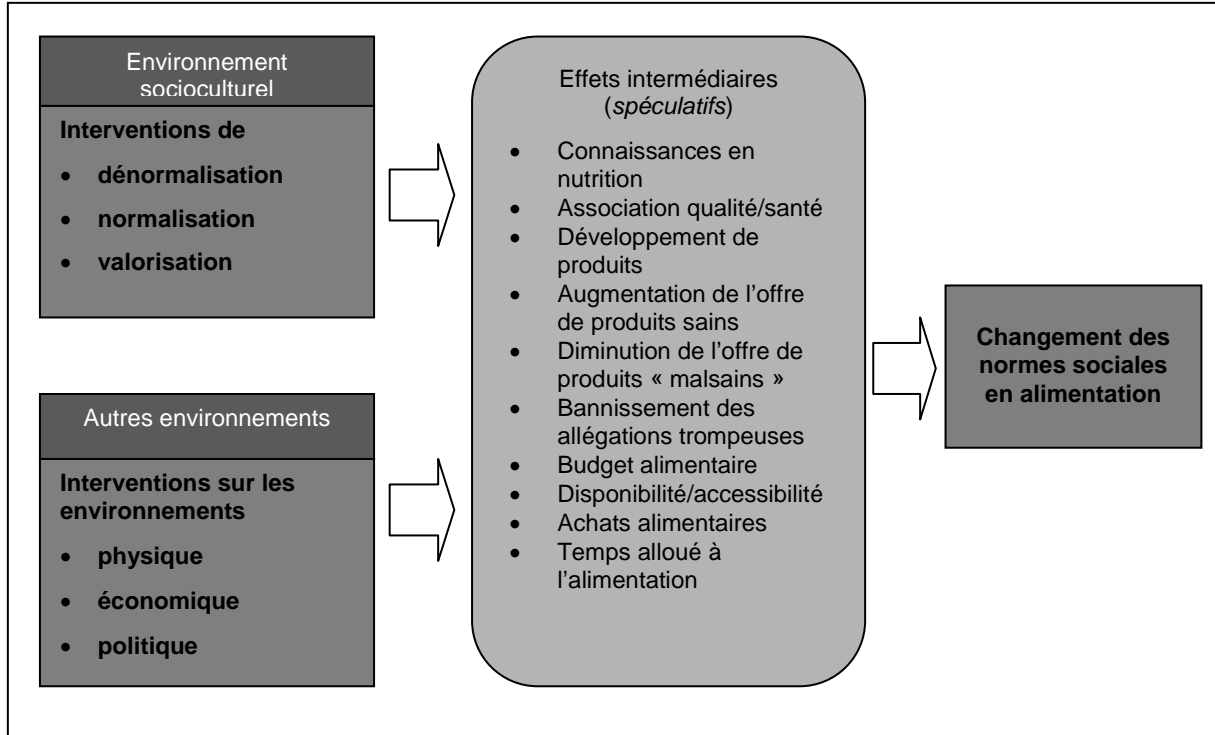 Environnement
socioculturel
Interventions de
• dénormalisation
• normalisation
• valorisation
Autres environnements
Interventions sur les
environnements
• physique
• économique
• politique
Effets intermédiaires
(spéculatifs)
• Connaissances en
nutrition
• Association qualité/santé
• Développement de
produits
• Augmentation de l’offre
de produits sains
• Diminution de l’offre de
produits « malsains »
• Bannissement des
allégations trompeuses
• Budget alimentaire
• Disponibilité/accessibilité
• Achats alimentaires
• Temps alloué à
l’alimentation
Changement des
normes sociales
en alimentation